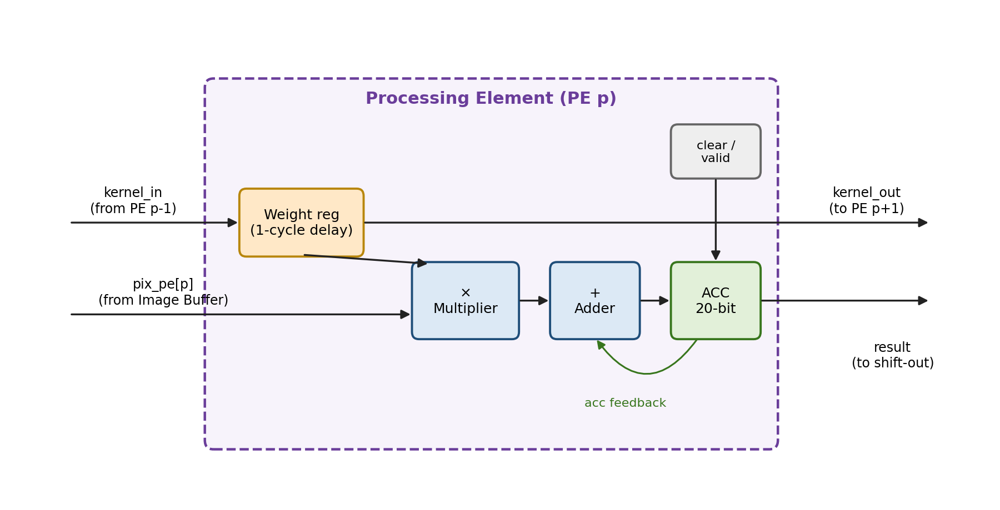 Processing Element (PE p)
clear /
valid
kernel_in
(from PE p-1)
Weight reg
(1-cycle delay)
kernel_out
(to PE p+1)
pix_pe[p]
(from Image Buffer)
×
Multiplier
+
Adder
ACC
20-bit
result
(to shift-out)
acc feedback